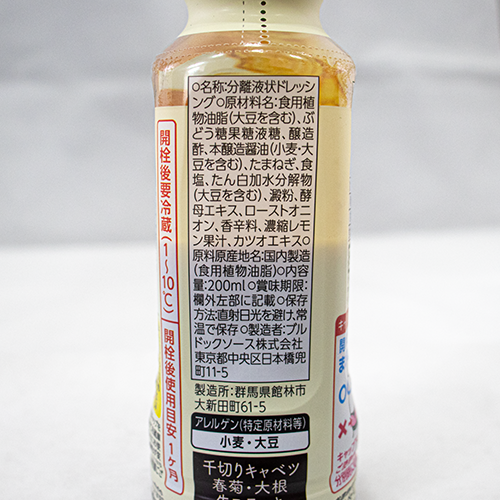 ○名称:分離液状ドレッシ
ング○原材料名:食用植
物油脂(大豆を含む)、ぶ
どう糖果糖液糖、醸造
酢、本醸造醤油(小麦・大
豆を含む)、たまねぎ、食
塩、たん白加水分解物
(大豆を含む)、澱粉、酵
母エキス、ローストオニ
オン、香辛料、濃縮レモ
ン果汁、カツオエキス○
原料原産地名:国内製造
(食用植物油脂)○内容
量:200ml○賞味期限:
欄外左部に記載○保存
方法:直射日光を避け、常
温で保存○製造者:ブル
ドックソース株式会社
東京都中央区日本橋兜
町11-5
製造所:群馬県館林市
大新田町61-5
アレルゲン(特定原材料等)
小麦・大豆
千切りキャベツ
春菊・大根
開栓後要冷蔵(1〜10℃)
開栓後使用目安1ヶ月